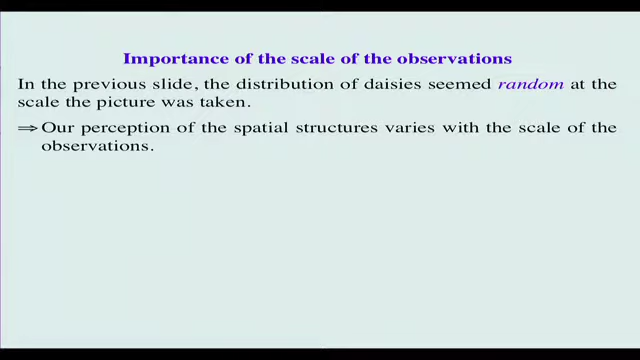 Importance of the scale of the observations
In the previous slide, the distribution of daisies seemed random at the
scale the picture was taken.
⇒ Our perception of the spatial structures varies with the scale of the
observations.